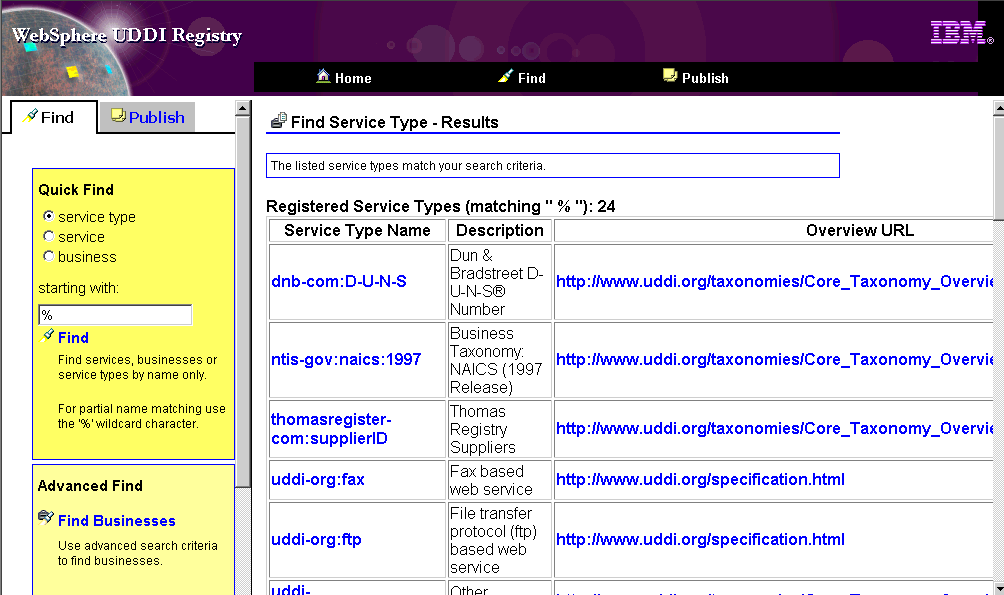 WebSphere UDDI Registry
IBM®
Home
Find
Publish
Find
Publish
Quick Find
service type
service
business
starting with:
%
Find
Find services, businesses or
service types by name only.
For partial name matching use
the '%' wildcard character.
Advanced Find
Find Businesses
Use advanced search criteria
to find businesses.
Find Service Type - Results
The listed service types match your search criteria.
Registered Service Types (matching " % "): 24
Service Type Name
Description
Overview URL
dnb-com:D-U-N-S
Dun &
Bradstreet D-
U-N-S®
Number
http://www.uddi.org/taxonomies/Core_Taxonomy_Overvie
ntis-gov:naics:1997
Business
Taxonomy:
NAICS (1997
Release)
http://www.uddi.org/taxonomies/Core_Taxonomy_Overvie
thomasregister-
com:supplierID
Thomas
Registry
Suppliers
http://www.uddi.org/taxonomies/Core_Taxonomy_Overvie
uddi-org:fax
Fax based
web service
http://www.uddi.org/specification.html
uddi-org:ftp
File transfer
protocol (ftp)
based web
service
http://www.uddi.org/specification.html
uddi-
Other